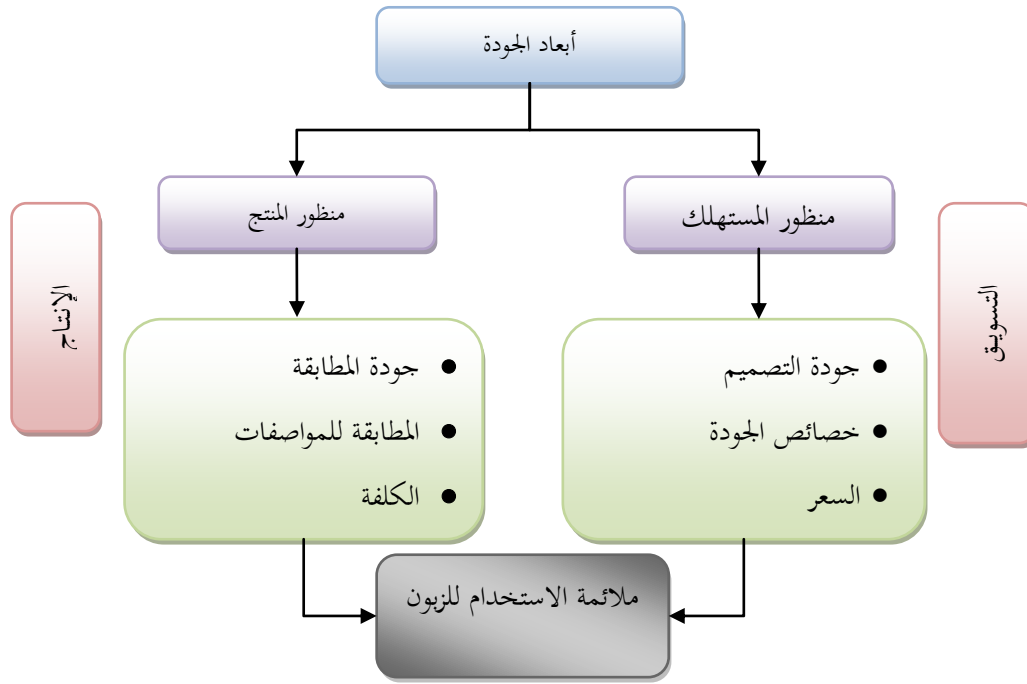 أبعاد الجودة
منظور المستهلك
منظور المنتج
التسويق
الإنتاج
● جودة التصميم
● خصائص الجودة
● السعر
● جودة المطابقة
● المطابقة للمواصفات
● الكلفة
ملائمة الاستخدام للزبون